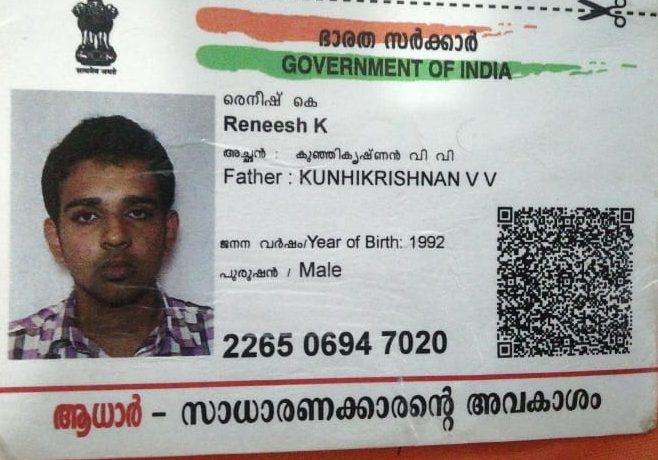 ഭാരത സർക്കാർ
GOVERNMENT OF INDIA
सत्यमेव जयते
രെനീഷ് കെ
Reneesh K
അച്ഛൻ : കുഞ്ഞികൃഷ്ണൻ വി വി
Father : KUNHIKRISHNAN V V
ജനന വർഷം/Year of Birth: 1992
പുരുഷൻ / Male
2265 0694 7020
ആധാർ – സാധാരണക്കാരന്റെ അവകാശം